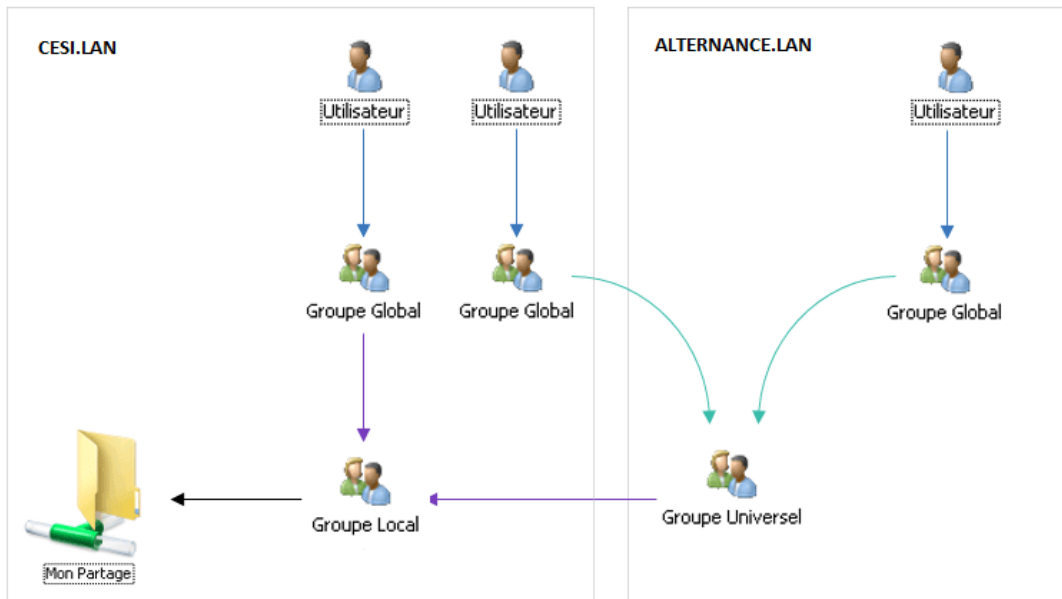 CESI.LAN
ALTERNANCE.LAN
Utilisateur
Utilisateur
Utilisateur
Groupe Global
Groupe Global
Groupe Global
Groupe Local
Groupe Universel
Mon Partage